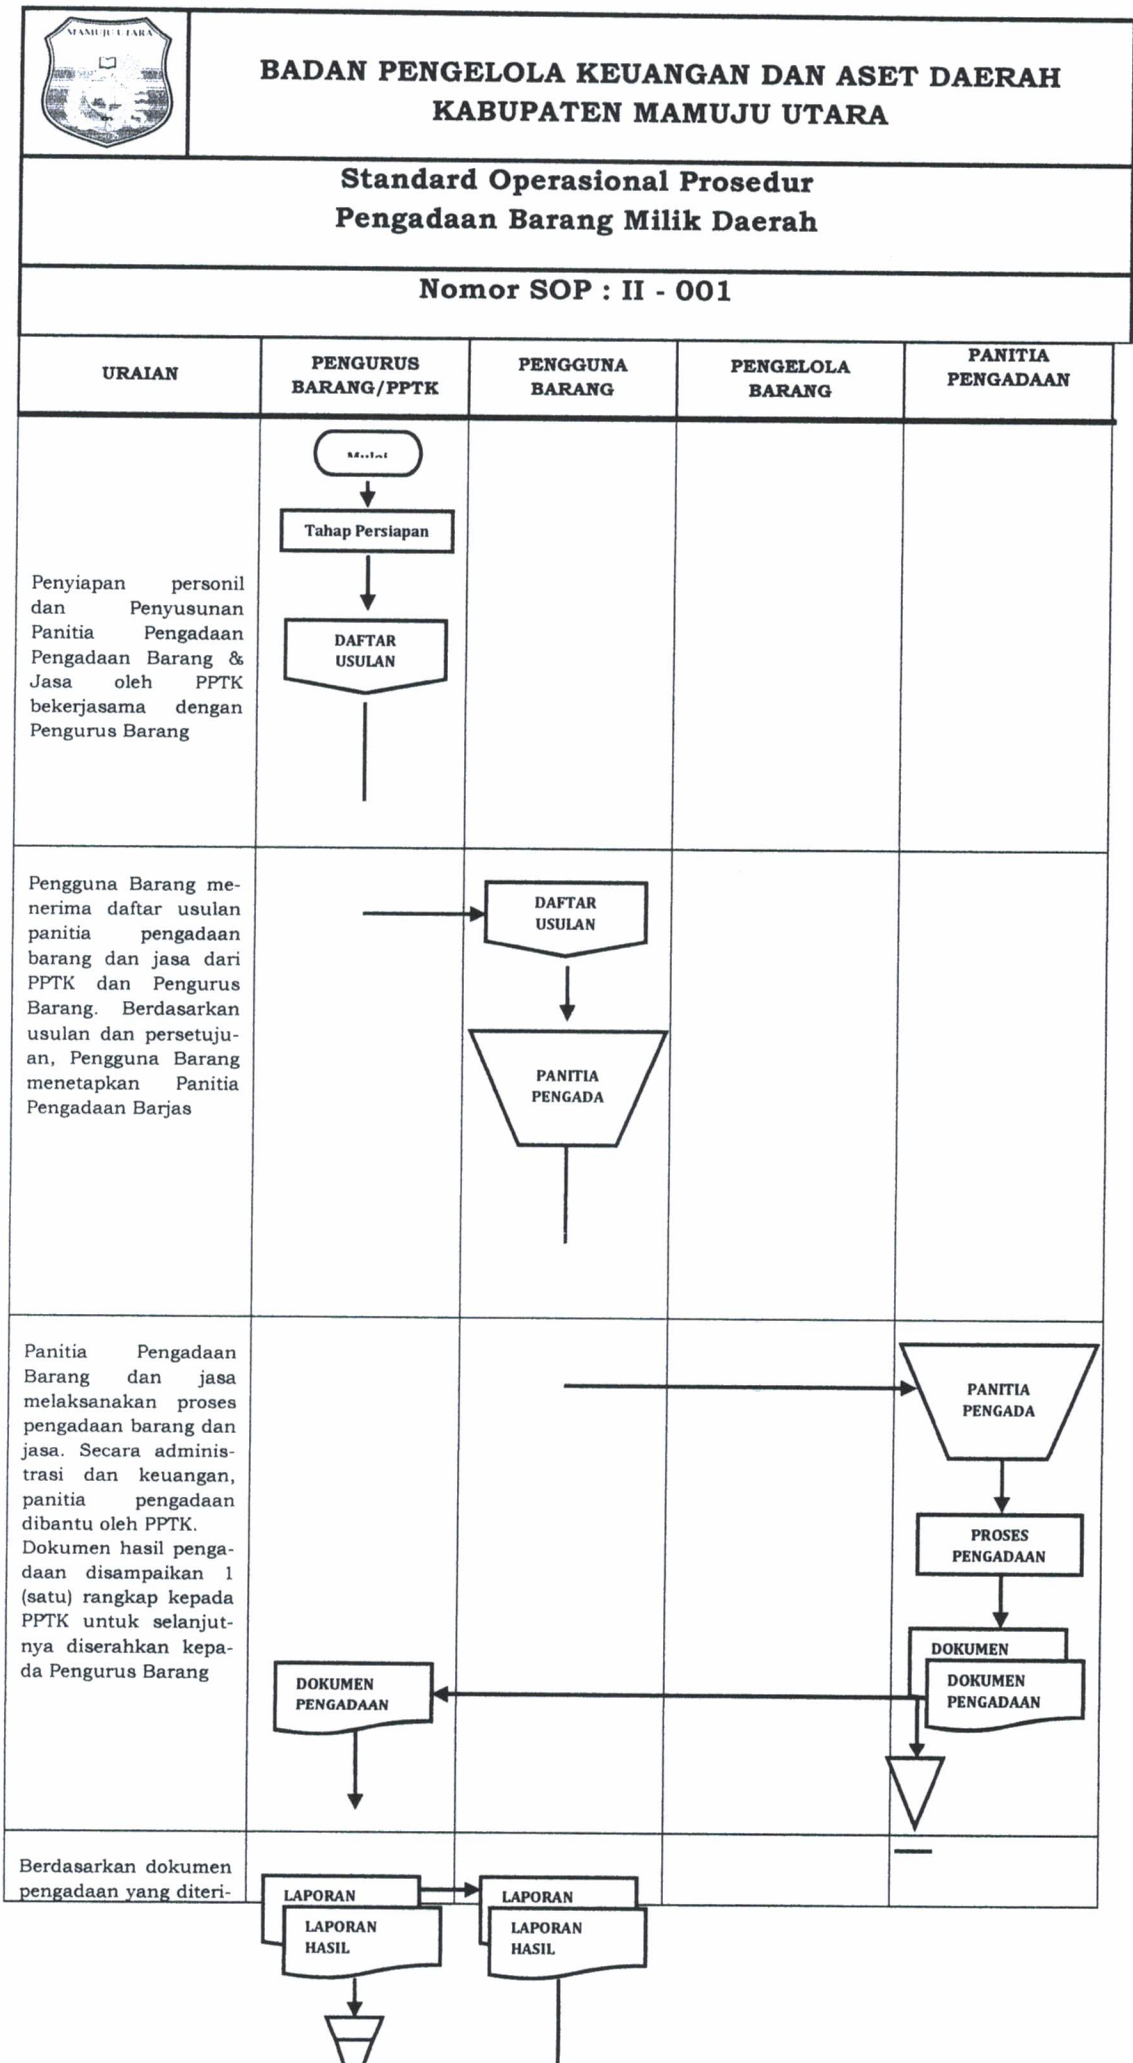 MAMUJU UTARA
BADAN PENGELOLA KEUANGAN DAN ASET DAERAH
KABUPATEN MAMUJU UTARA
Standard Operasional Prosedur
Pengadaan Barang Milik Daerah
Nomor SOP : II - 001
URAIAN
PENGURUS
BARANG/PPTK
PENGGUNA
BARANG
PENGELOLA
BARANG
PANITIA
PENGADAAN
Mulai
Tahap Persiapan
DAFTAR
USULAN
Penyiapan personil
dan Penyusunan
Panitia Pengadaan
Pengadaan Barang &
Jasa oleh PPTK
bekerjasama dengan
Pengurus Barang
Pengguna Barang me-
nerima daftar usulan
panitia pengadaan
barang dan jasa dari
PPTK dan Pengurus
Barang. Berdasarkan
usulan dan persetuju-
an, Pengguna Barang
menetapkan Panitia
Pengadaan Barjas
DAFTAR
USULAN
PANITIA
PENGADA
Panitia Pengadaan
Barang dan jasa
melaksanakan proses
pengadaan barang dan
jasa. Secara adminis-
trasi dan keuangan,
panitia pengadaan
dibantu oleh PPTK.
Dokumen hasil penga-
daan disampaikan 1
(satu) rangkap kepada
PPTK untuk selanjut-
nya diserahkan kepa-
da Pengurus Barang
PANITIA
PENGADA
PROSES
PENGADAAN
DOKUMEN
DOKUMEN
PENGADAAN
DOKUMEN
PENGADAAN
Berdasarkan dokumen
pengadaan yang diteri-
LAPORAN
LAPORAN
HASIL
LAPORAN
LAPORAN
HASIL